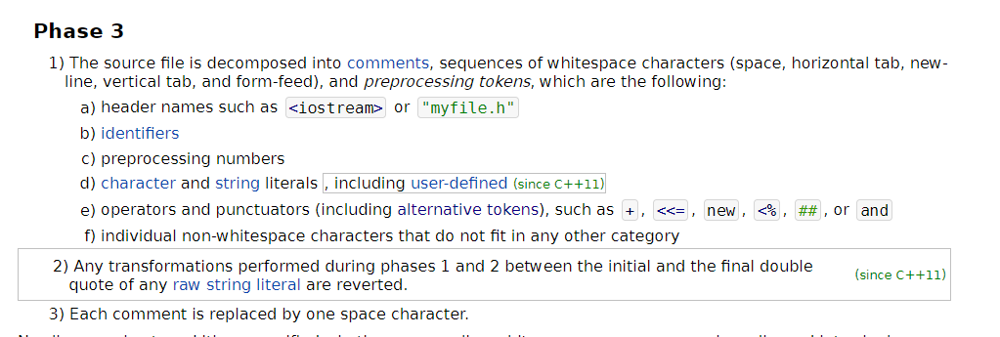 Phase 3
1) The source file is decomposed into comments, sequences of whitespace characters (space, horizontal tab, new-
line, vertical tab, and form-feed), and preprocessing tokens, which are the following:
a) header names such as <iostream> or "myfile.h"
b) identifiers
c) preprocessing numbers
d) character and string literals , including user-defined (since C++11)
e) operators and punctuators (including alternative tokens), such as +, <<=, new, <%, ##, or and
f) individual non-whitespace characters that do not fit in any other category
2) Any transformations performed during phases 1 and 2 between the initial and the final double
quote of any raw string literal are reverted.
(since C++11)
3) Each comment is replaced by one space character.